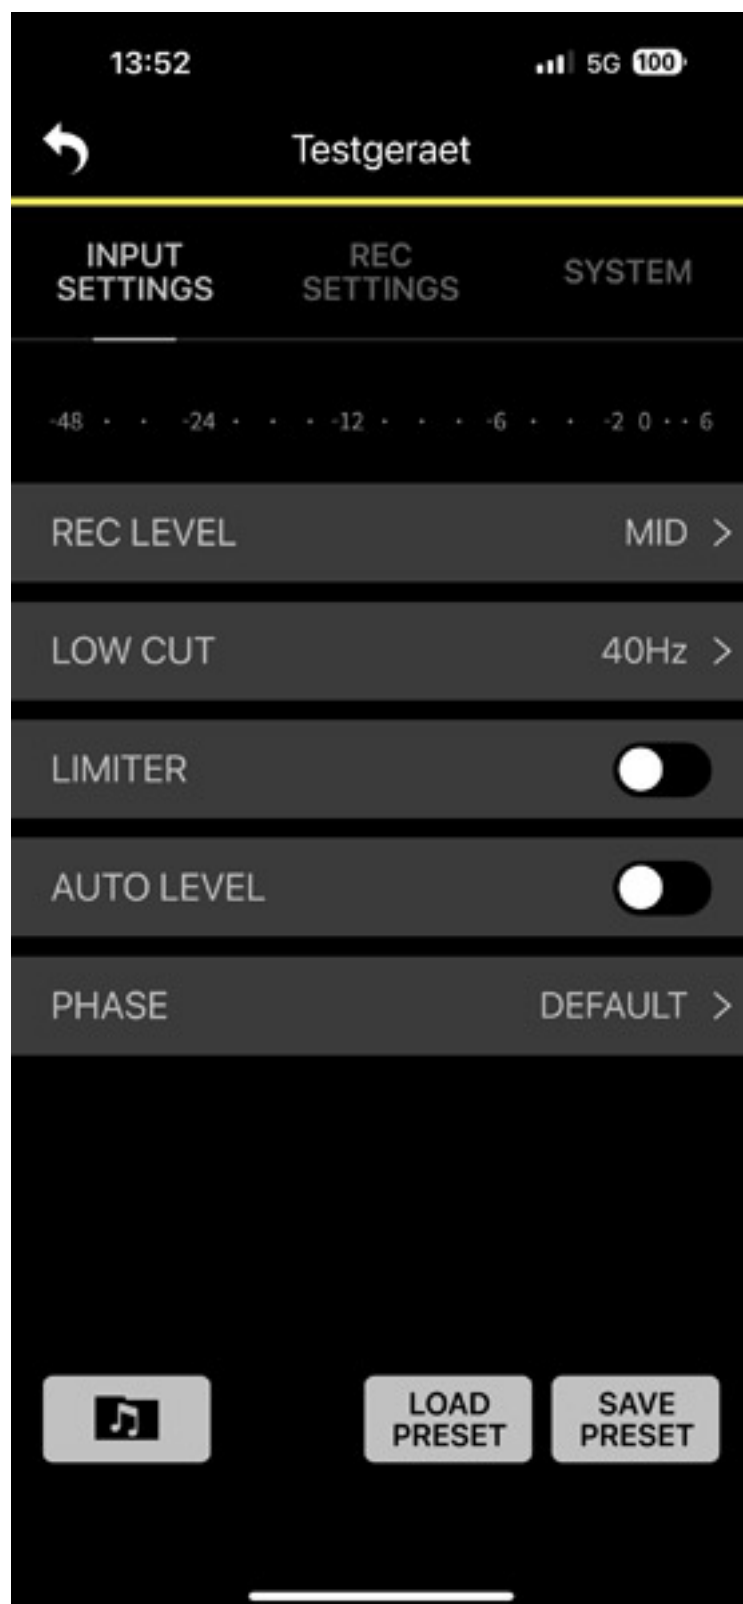 13:52 5G 100
Testgeraet
INPUT SETTINGS
REC SETTINGS
SYSTEM
-48 · · -24 · · · -12 · · · -6 · · -2 0 · · 6
REC LEVEL MID >
LOW CUT 40Hz >
LIMITER
AUTO LEVEL
PHASE DEFAULT >
LOAD PRESET
SAVE PRESET